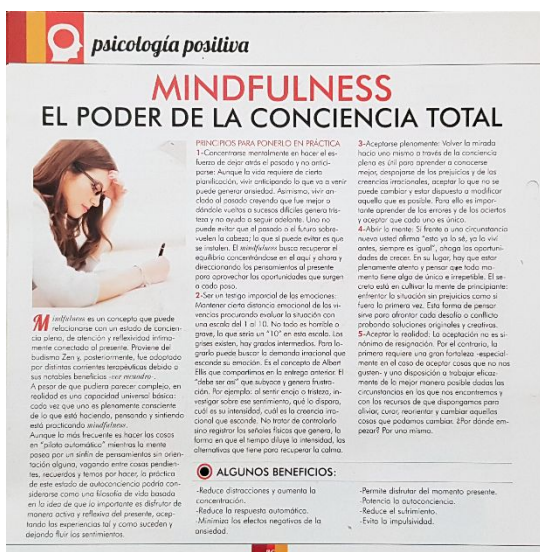 psicología positiva
MINDFULNESS
EL PODER DE LA CONCIENCIA TOTAL
Mindfulness es un concepto que puede
relacionarse con un estado de concien-
cia plena, de atención y reflexividad íntima-
mente conectado al presente. Proviene del
budismo Zen y, posteriormente, fue adoptado
por distintas corrientes terapéuticas debido a
sus notables beneficios -ver recuadro-.
A pesar de que pudiera parecer complejo, en
realidad es una capacidad universal básica:
cada vez que uno es plenamente consciente
de lo que está haciendo, pensando y sintiendo
está practicando mindfulness.
Aunque lo más frecuente es hacer las cosas
en "piloto automático" mientras la mente
pasea por un sinfín de pensamientos sin orien-
tación alguna, vagando entre cosas pendien-
tes, recuerdos y temas por hacer, la práctica
de este estado de autoconciencia podría con-
siderarse como una filosofía de vida basada
en la idea de que lo importante es disfrutar de
manera activa y reflexiva del presente, acep-
tando las experiencias tal y como suceden y
dejando fluir los sentimientos.
PRINCIPIOS PARA PONERLO EN PRÁCTICA
1-Concentrarse mentalmente en hacer el es-
fuerzo de dejar atrás el pasado y no antici-
parse: Aunque la vida requiere de cierta
planificación, vivir anticipando lo que va a venir
puede generar ansiedad. Asimismo, vivir an-
clado al pasado creyendo que fue mejor o
dándole vueltas a sucesos difíciles genera tris-
teza y no ayuda a seguir adelante. Uno no
puede evitar que el pasado o el futuro sobre-
vuelen la cabeza; lo que sí puede evitar es que
se instalen. El mindfulness busca recuperar el
equilibrio concentrándose en el aquí y ahora y
direccionando los pensamientos al presente
para aprovechar las oportunidades que surgen
a cada paso.
2-Ser un testigo imparcial de las emociones:
Mantener cierta distancia emocional de las vi-
vencias procurando evaluar la situación con
una escala del 1 al 10. No todo es horrible o
grave, lo que sería un "10" en esta escala. Los
grises existen, hay grados intermedios. Para lo-
grarlo puede buscar la demanda irracional que
esconde su emoción. Es el concepto de Albert
Ellis que compartimos en la entrega anterior. El
"debe ser así" que subyace y genera frustra-
ción. Por ejemplo: al sentir enojo o tristeza, in-
vestigar sobre ese sentimiento, qué lo dispara,
cuál es su intensidad, cuál es la creencia irra-
cional que esconde. No tratar de controlarlo
sino registrar las señales físicas que genera, la
forma en que el tiempo diluye la intensidad, las
alternativas que tiene para recuperar la calma.
3-Aceptarse plenamente: Volver la mirada
hacia uno mismo a través de la conciencia
plena es útil para aprender a conocerse
mejor, despojarse de los prejuicios y de las
creencias irracionales, aceptar lo que no se
puede cambiar y estar dispuesto a modificar
aquello que es posible. Para ello es impor-
tante aprender de los errores y de los aciertos
y aceptar que cada uno es único.
4-Abrir la mente: Si frente a una circunstancia
nueva usted afirma "esto ya lo sé, ya lo viví
antes, siempre es igual", ahoga las oportuni-
dades de crecer. En su lugar, hay que estar
plenamente atento y pensar que todo mo-
mento tiene algo de único e irrepetible. El se-
creto está en cultivar la mente de principiante:
enfrentar la situación sin prejuicios como si
fuera la primera vez. Esta forma de pensar
sirve para afrontar cada desafío o conflicto
probando soluciones originales y creativas.
5-Aceptar la realidad: La aceptación no es si-
nónimo de resignación. Por el contrario, la
primera requiere una gran fortaleza -especial-
mente en el caso de aceptar cosas que no nos
gusten- y una disposición a trabajar eficaz-
mente de la mejor manera posible dadas las
circunstancias en las que nos encontremos y
con los recursos de que dispongamos para
aliviar, curar, reorientar y cambiar aquellas
cosas que podamos cambiar. ¿Por dónde em-
pezar? Por uno mismo.
ALGUNOS BENEFICIOS:
-Reduce distracciones y aumenta la
concentración.
-Reduce la respuesta automática.
-Minimiza los efectos negativos de la
ansiedad.
-Permite disfrutar del momento presente.
-Potencia la autoconciencia.
-Reduce el sufrimiento.
-Evita la impulsividad.